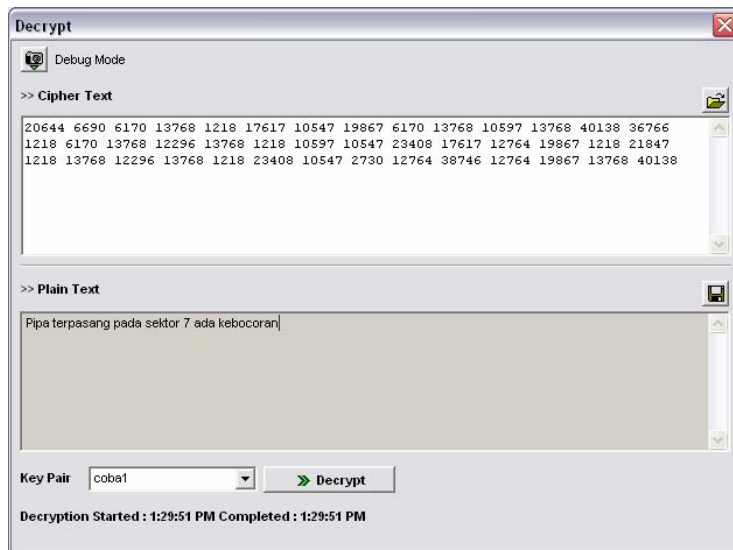 Decrypt
Debug Mode
>> Cipher Text
20644 6690 6170 13768 1218 17617 10547 19867 6170 13768 10597 13768 40138 36766
1218 6170 13768 12296 13768 1218 10597 10547 23408 17617 12764 19867 1218 21847
1218 13768 12296 13768 1218 23408 10547 2730 12764 38746 12764 19867 13768 40138
>> Plain Text
Pipa terpasang pada sektor 7 ada kebocoran
Key Pair coba1 >> Decrypt
Decryption Started : 1:29:51 PM Completed : 1:29:51 PM